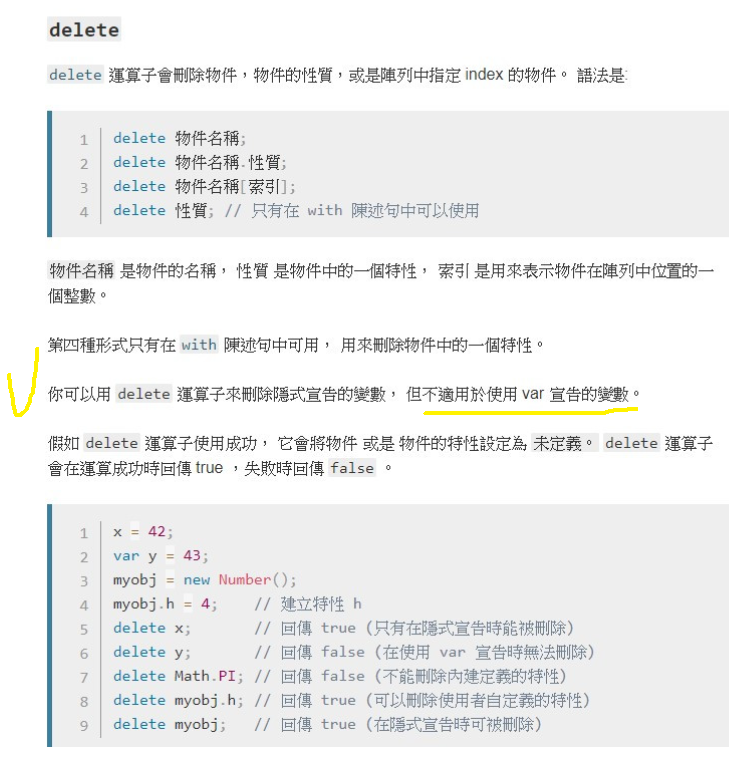 delete
delete 運算子會刪除物件，物件的性質，或是陣列中指定 index 的物件。 語法是:
1 delete 物件名稱;
2 delete 物件名稱.性質;
3 delete 物件名稱[索引];
4 delete 性質; // 只有在 with 陳述句中可以使用
物件名稱 是物件的名稱， 性質 是物件中的一個特性， 索引 是用來表示物件在陣列中位置的一
個整數。
第四種形式只有在 with 陳述句中可用， 用來刪除物件中的一個特性。
你可以用 delete 運算子來刪除隱式宣告的變數， 但不適用於使用 var 宣告的變數。
假如 delete 運算子使用成功， 它會將物件 或是 物件的特性設定為 未定義。 delete 運算子
會在運算成功時回傳 true ，失敗時回傳 false 。
1 x = 42;
2 var y = 43;
3 myobj = new Number();
4 myobj.h = 4; // 建立特性 h
5 delete x; // 回傳 true (只有在隱式宣告時能被刪除)
6 delete y; // 回傳 false (在使用 var 宣告時無法刪除)
7 delete Math.PI; // 回傳 false (不能刪除內建定義的特性)
8 delete myobj.h; // 回傳 true (可以刪除使用者自定義的特性)
9 delete myobj; // 回傳 true (在隱式宣告時可被刪除)